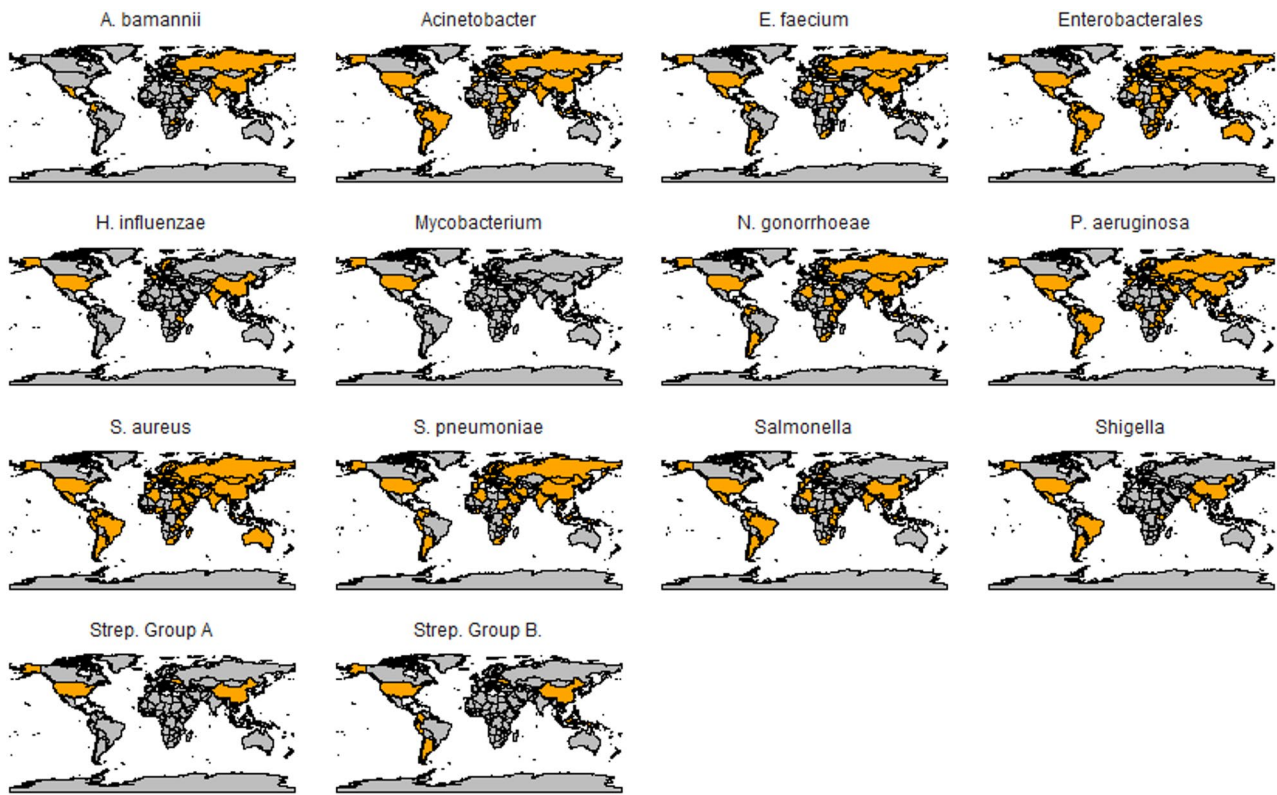 A. bamannii
Acinetobacter
E. faecium
Enterobacterales
H. influenzae
Mycobacterium
N. gonorrhoeae
P. aeruginosa
S. aureus
S. pneumoniae
Salmonella
Shigella
Strep. Group A
Strep. Group B.